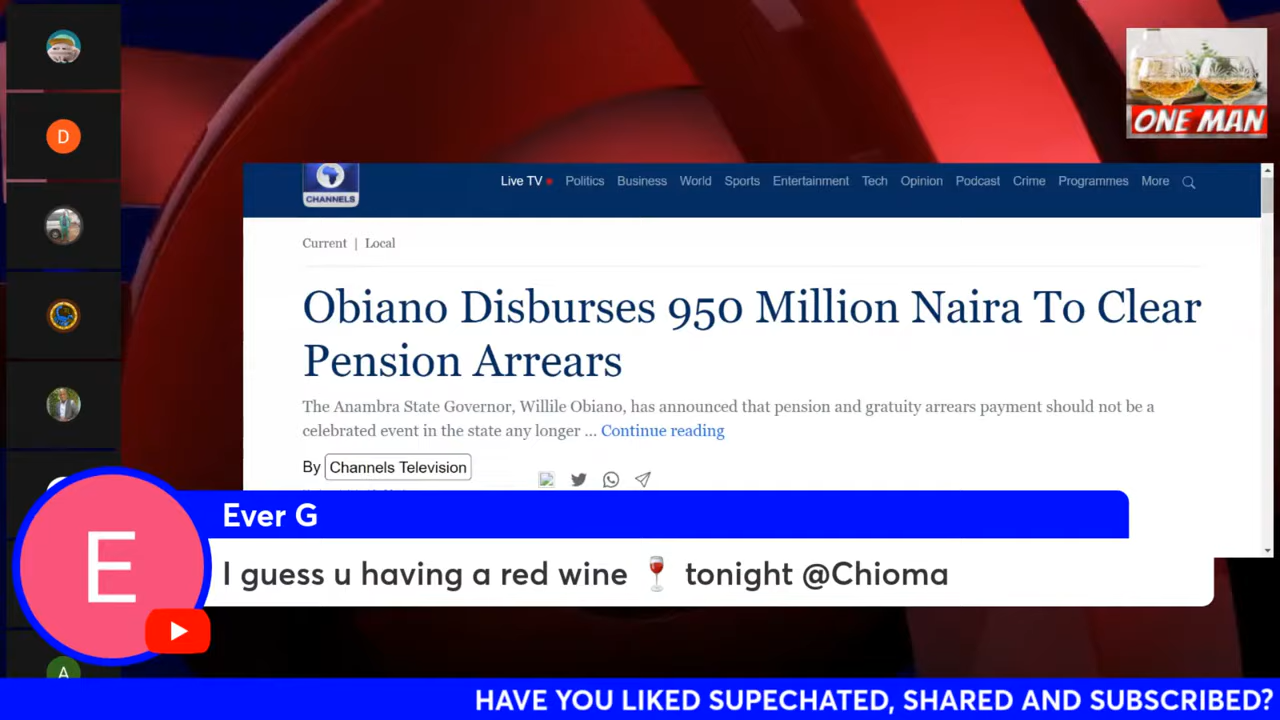 D
ONE MAN
CHANNELS
Live TV Politics Business World Sports Entertainment Tech Opinion Podcast Crime Programmes More
Current | Local
Obiano Disburses 950 Million Naira To Clear
Pension Arrears
The Anambra State Governor, Willile Obiano, has announced that pension and gratuity arrears payment should not be a
celebrated event in the state any longer ... Continue reading
By Channels Television
Ever G
E
I guess u having a red wine 🍷 tonight @Chioma
A
HAVE YOU LIKED SUPECHATED, SHARED AND SUBSCRIBED?